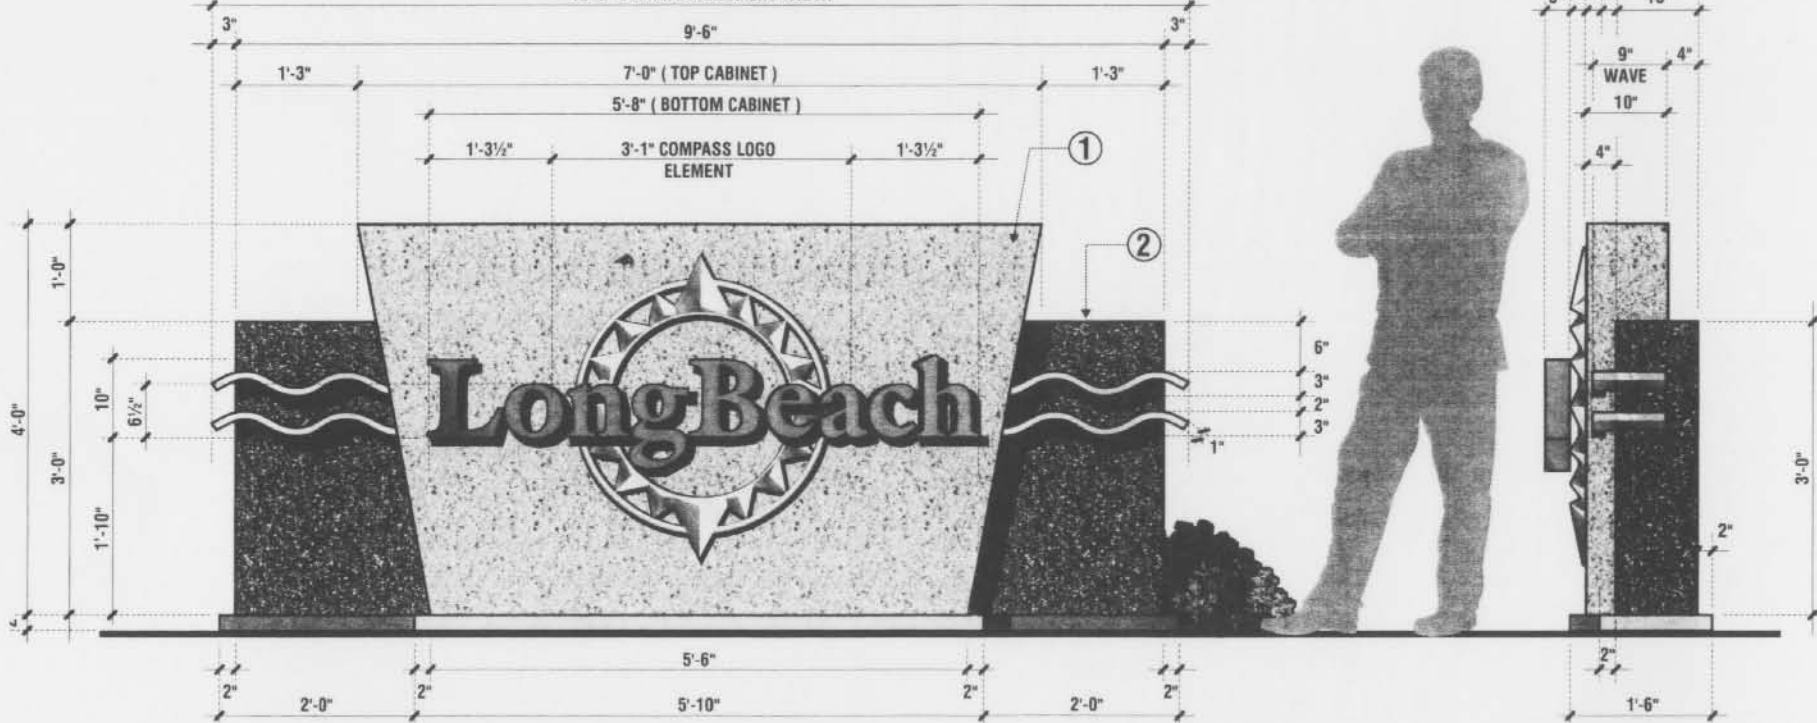 3" 9'-6" 3"
1'-3" 7'-0" ( TOP CABINET ) 1'-3"
5'-8" ( BOTTOM CABINET )
1'-3½" 3'-1" COMPASS LOGO 1'-3½"
ELEMENT
①
②
9" 4"
WAVE
10"
4"
4'-0"
1'-0"
3'-0"
10"
6½"
1'-10"
LongBeach
6"
3"
2"
3"
1"
3'-0"
2"
5'-6" 2"
2" 2" 2" 2"
2'-0" 5'-10" 2'-0" 1'-6"